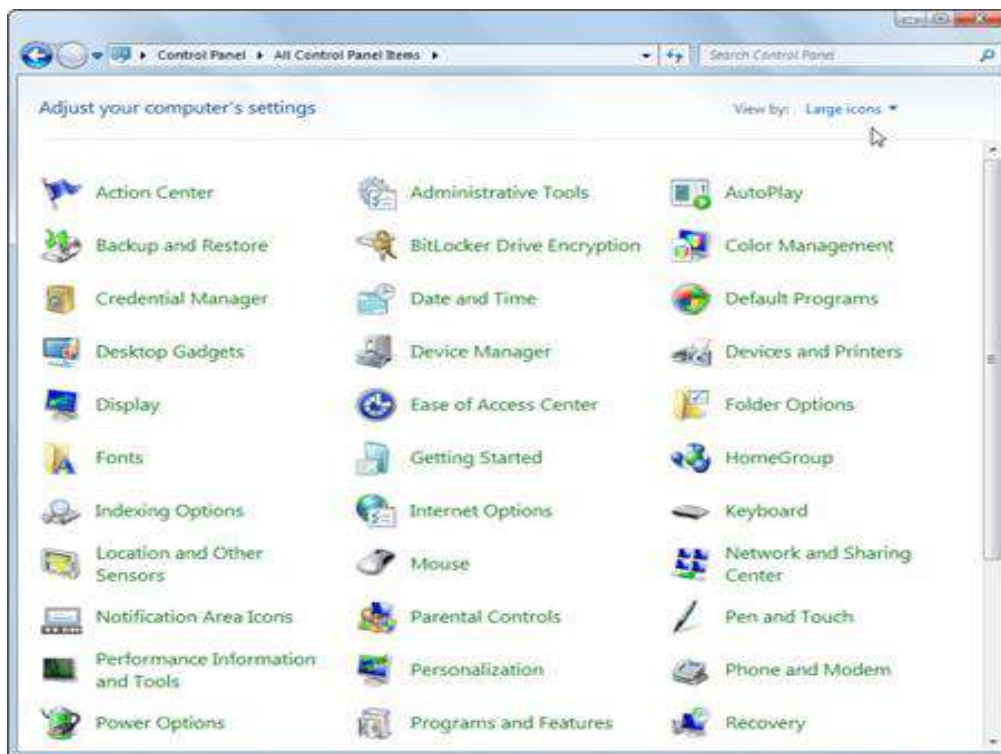 Control Panel All Control Panel Items Search Control Panel
Adjust your computer's settings View by: Large icons
Action Center Administrative Tools AutoPlay
Backup and Restore BitLocker Drive Encryption Color Management
Credential Manager Date and Time Default Programs
Desktop Gadgets Device Manager Devices and Printers
Display Ease of Access Center Folder Options
Fonts Getting Started HomeGroup
Indexing Options Internet Options Keyboard
Location and Other Sensors Mouse Network and Sharing Center
Notification Area Icons Parental Controls Pen and Touch
Performance Information and Tools Personalization Phone and Modem
Power Options Programs and Features Recovery